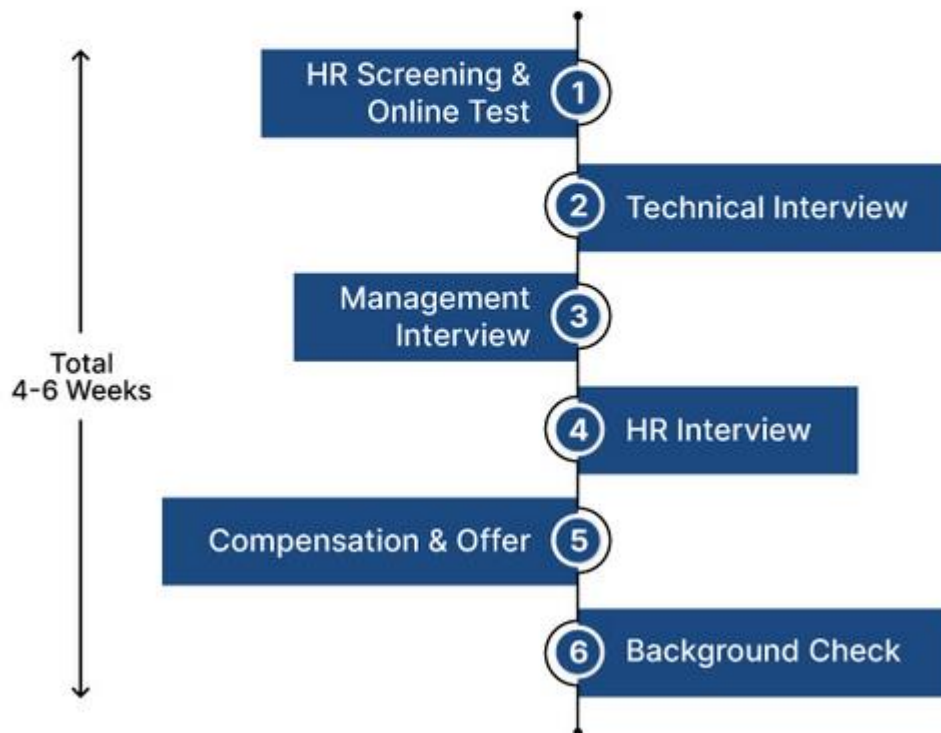 HR Screening &
Online Test
1
2
Technical Interview
Management
Interview
3
Total
4-6 Weeks
4
HR Interview
Compensation & Offer
5
6
Background Check